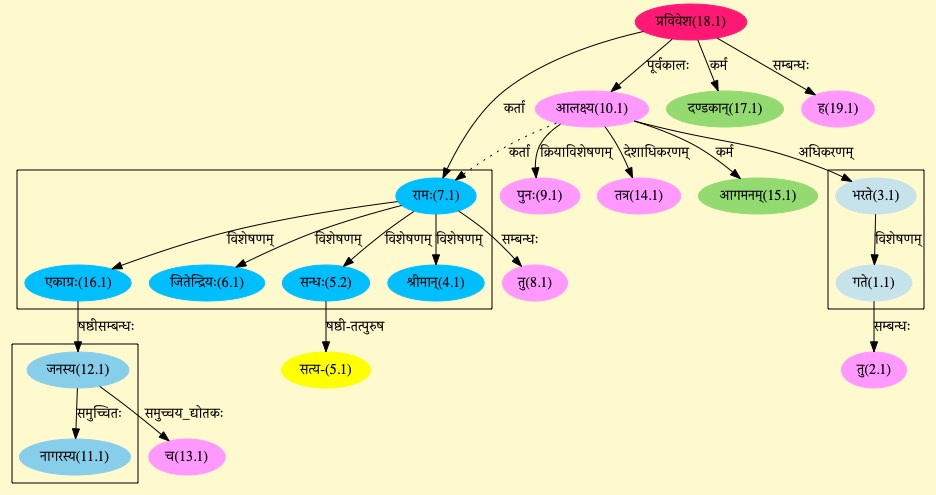 प्रविवेश(18.1)
पूर्वकालः
कर्म
सम्बन्धः
कर्ता
आलक्ष्य(10.1)
दण्डकान्(17.1)
ह(19.1)
कर्ता
क्रियाविशेषणम्
देशाधिकरणम्
कर्म
अधिकरणम्
रामः(7.1)
पुनः(9.1)
तत्र(14.1)
आगमनम्(15.1)
भरते(3.1)
विशेषणम्
विशेषणम्
विशेषणम्
विशेषणम्
सम्बन्धः
विशेषणम्
एकाग्रः(16.1)
जितेन्द्रियः(6.1)
सन्धः(5.2)
श्रीमान्(4.1)
तु(8.1)
गते(1.1)
षष्ठीसम्बन्धः
षष्ठी-तत्पुरुष
सम्बन्धः
जनस्य(12.1)
सत्य-(5.1)
तु(2.1)
समुच्चितः
समुच्चय_द्योतकः
नागरस्य(11.1)
च(13.1)